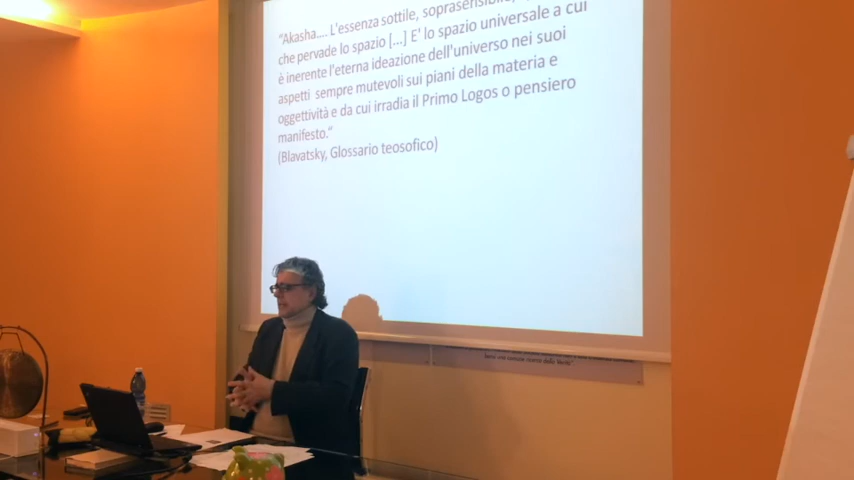 "Akasha.... L'essenza sottile, soprasensibile,
che pervade lo spazio [...] E' lo spazio universale a cui
è inerente l'eterna ideazione dell'universo nei suoi
aspetti sempre mutevoli sui piani della materia e
oggettività e da cui irradia il Primo Logos o pensiero
manifesto."
(Blavatsky, Glossario teosofico)